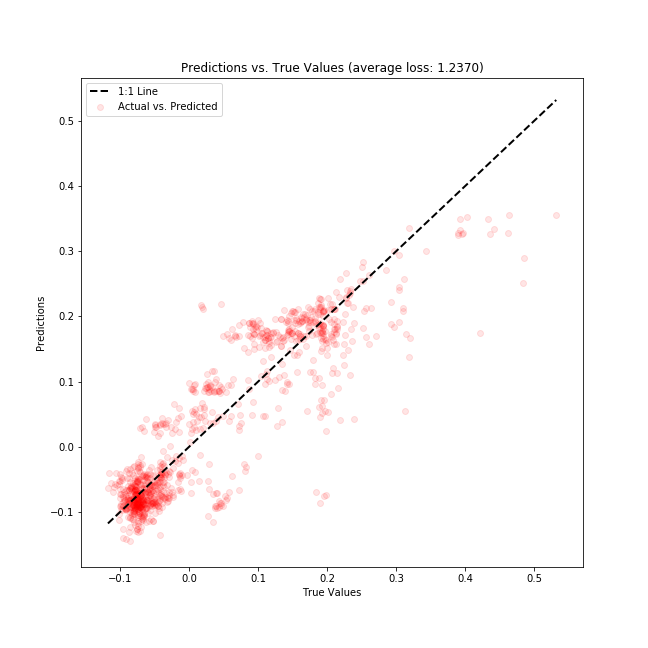 Predictions vs. True Values (average loss: 1.2370)
1:1 Line
Actual vs. Predicted
0.5
0.4
0.3
0.2
0.1
0.0
−0.1
Predictions
−0.1 0.0 0.1 0.2 0.3 0.4 0.5
True Values